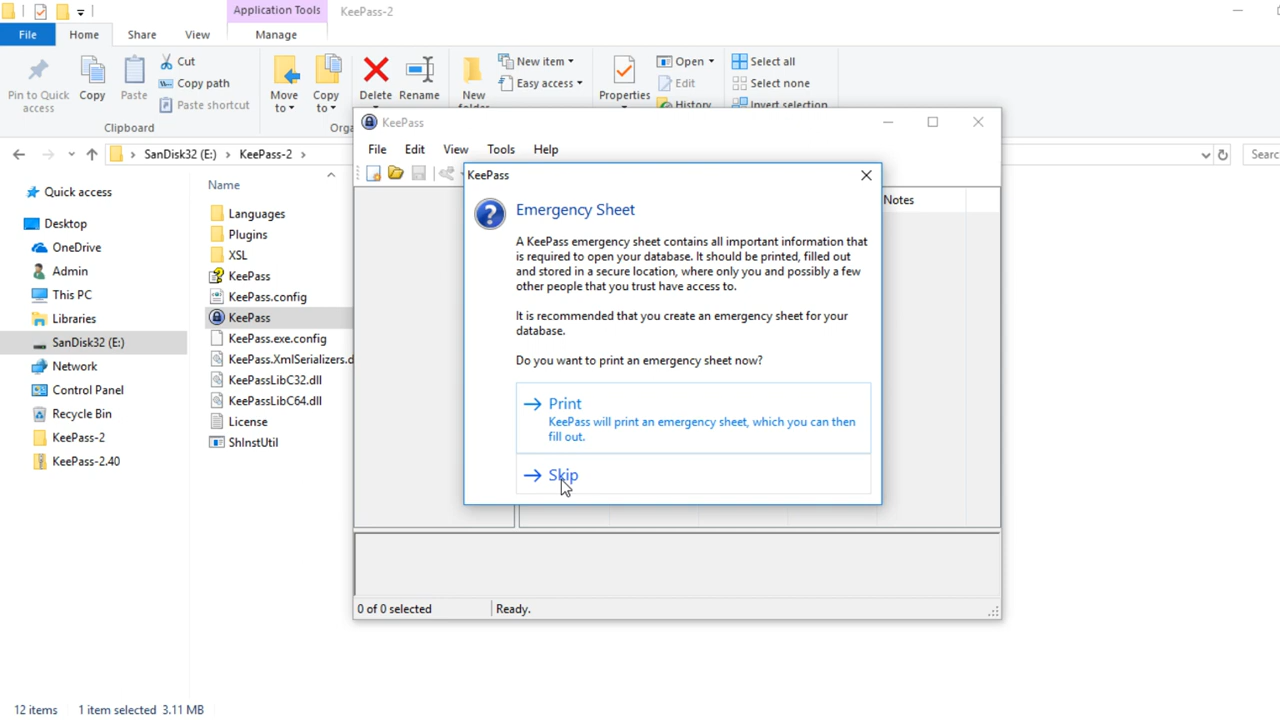 Application Tools
KeePass-2
File
Home
Share
View
Manage
Pin to Quick access
Copy
Paste
Cut
Copy path
Paste shortcut
Clipboard
Move to
Copy to
Delete
Rename
New
New item
Easy access
Properties
Open
Edit
History
Select all
Select none
Invert selection
SanDisk32 (E:)
KeePass-2
Quick access
Desktop
OneDrive
Admin
This PC
Libraries
SanDisk32 (E:)
Network
Control Panel
Recycle Bin
KeePass-2
KeePass-2.40
Name
Languages
Plugins
XSL
KeePass
KeePass.config
KeePass
KeePass.exe.config
KeePass.XmlSerializers.d
KeePassLibC32.dll
KeePassLibC64.dll
License
ShInstUtil
KeePass
File
Edit
View
Tools
Help
Notes
KeePass
Emergency Sheet
A KeePass emergency sheet contains all important information that
is required to open your database. It should be printed, filled out
and stored in a secure location, where only you and possibly a few
other people that you trust have access to.
It is recommended that you create an emergency sheet for your
database.
Do you want to print an emergency sheet now?
Print
KeePass will print an emergency sheet, which you can then
fill out.
Skip
0 of 0 selected
Ready.
12 items
1 item selected 3.11 MB